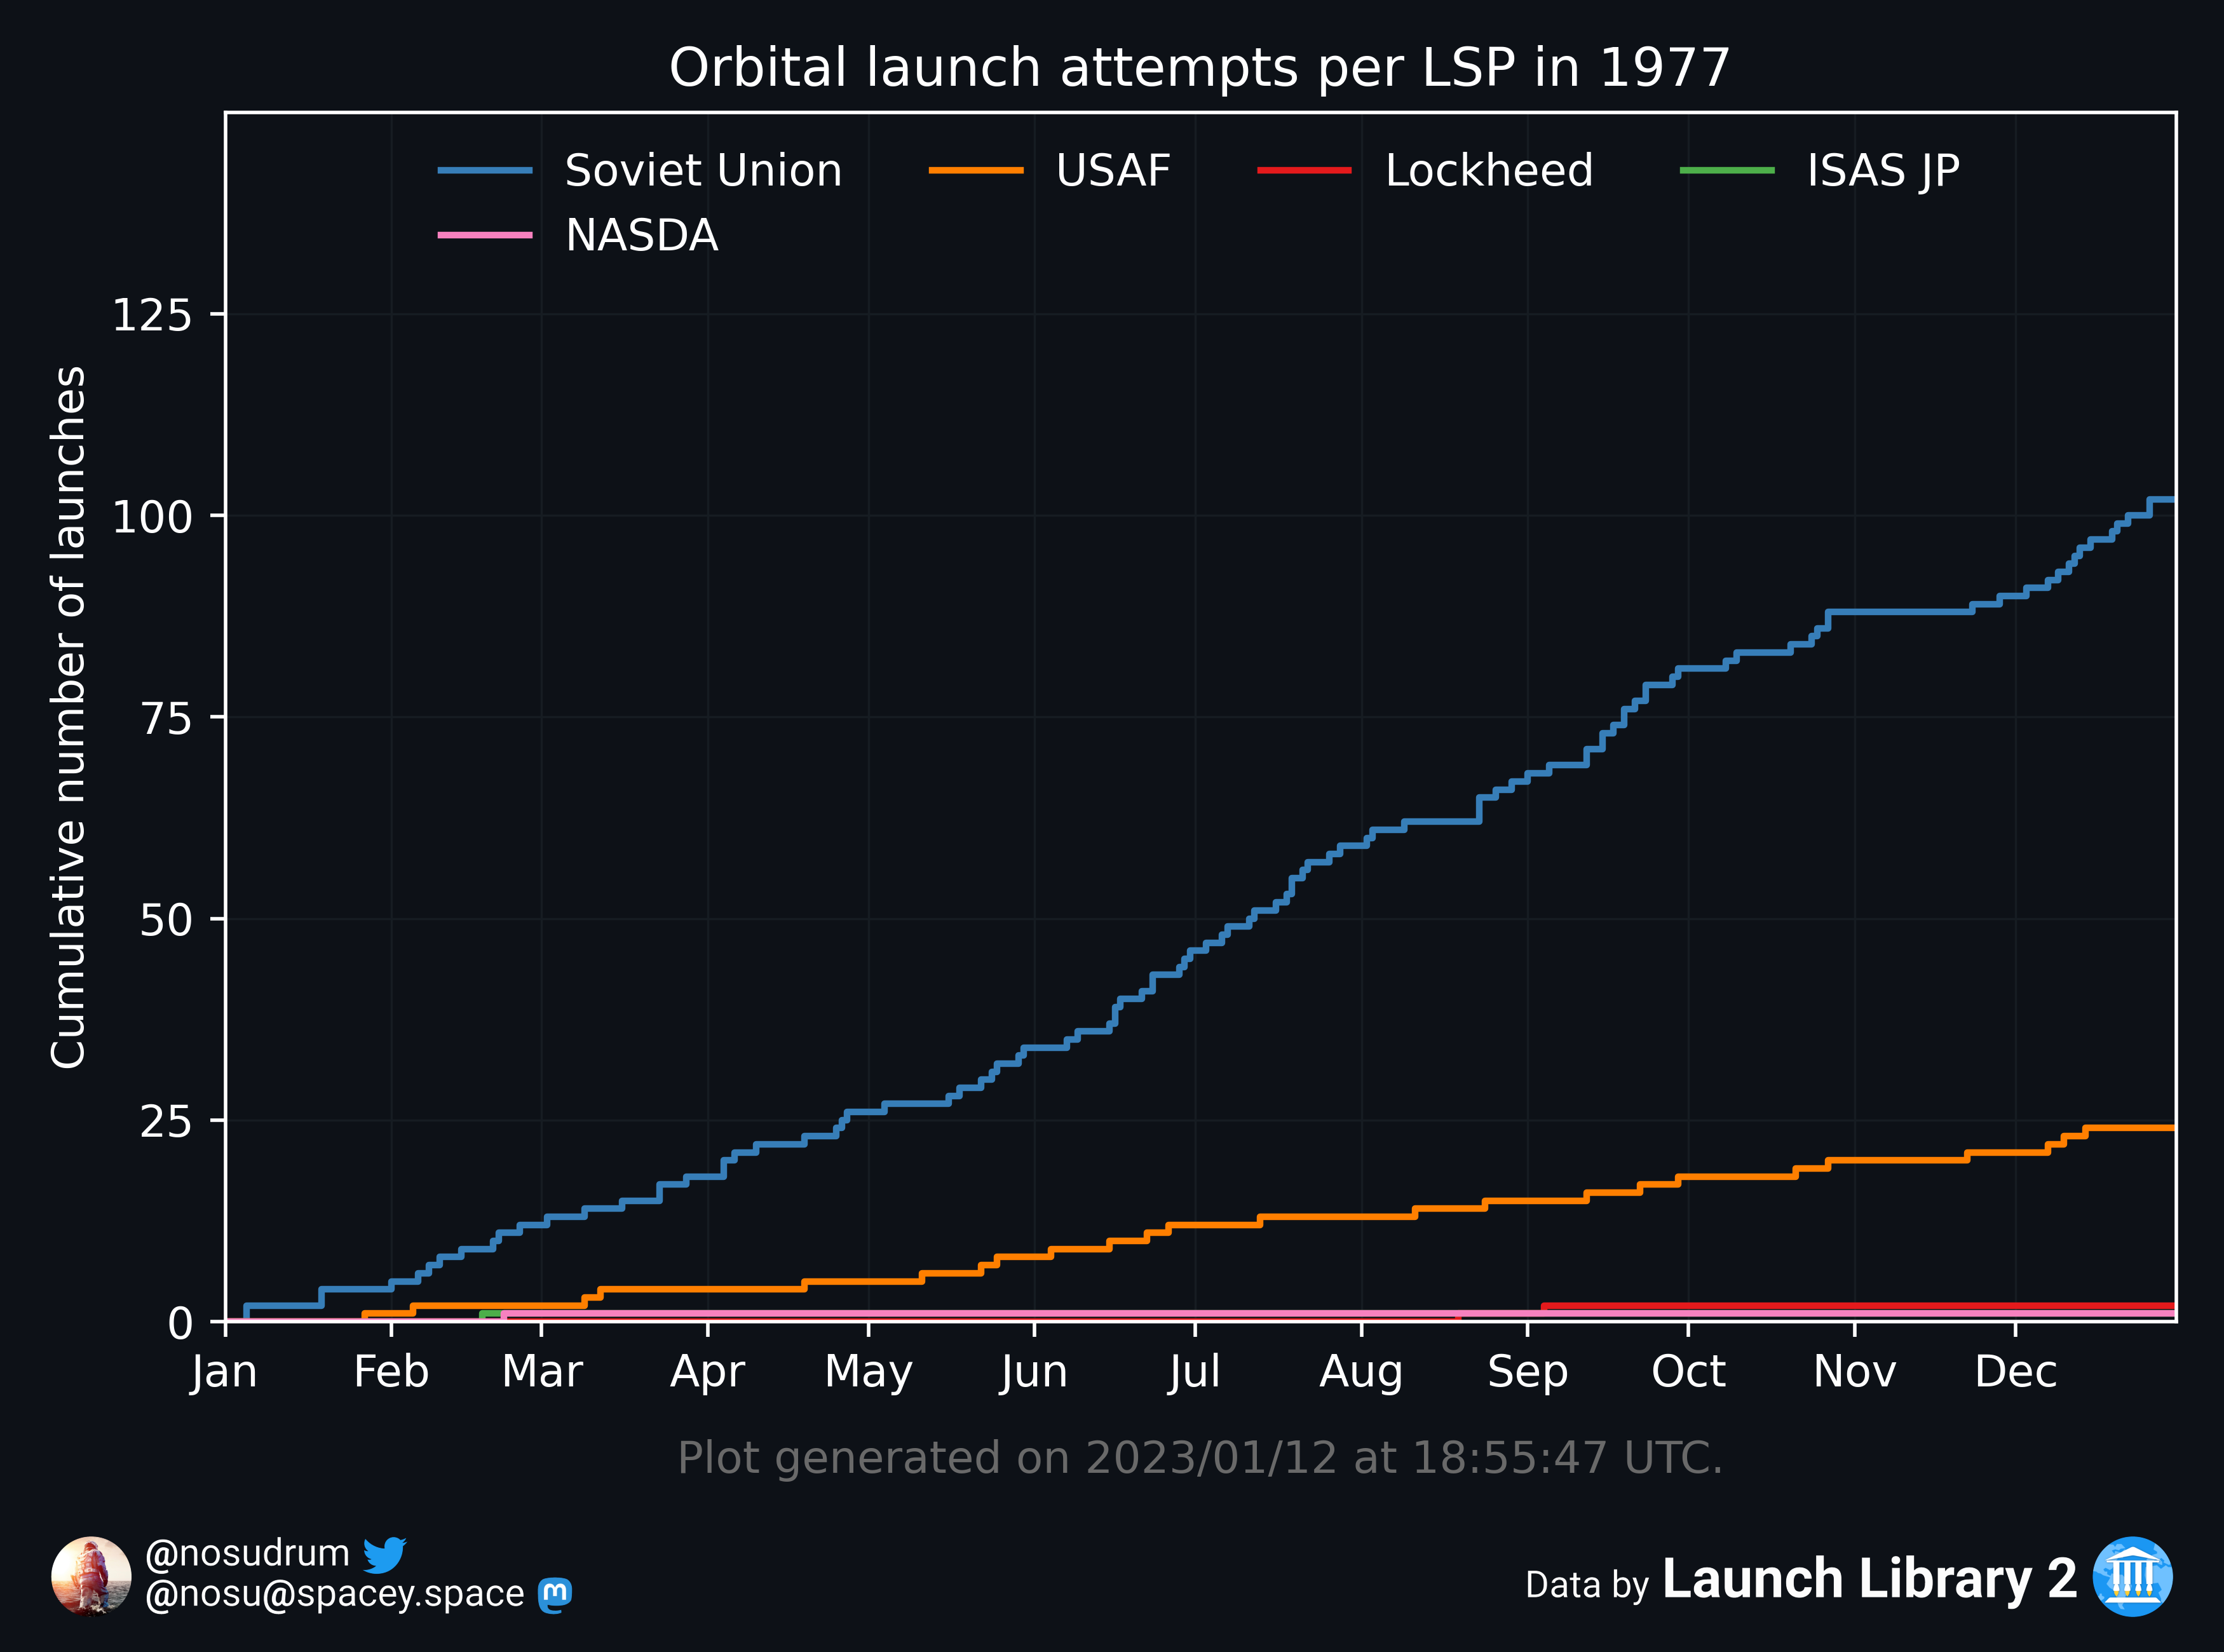 Orbital launch attempts per LSP in 1977
Soviet Union USAF Lockheed ISAS JP
NASDA
Cumulative number of launches
125
100
75
50
25
0
Jan Feb Mar Apr May Jun Jul Aug Sep Oct Nov Dec
Plot generated on 2023/01/12 at 18:55:47 UTC.
@nosudrum
@nosu@spacey.space
Data by Launch Library 2